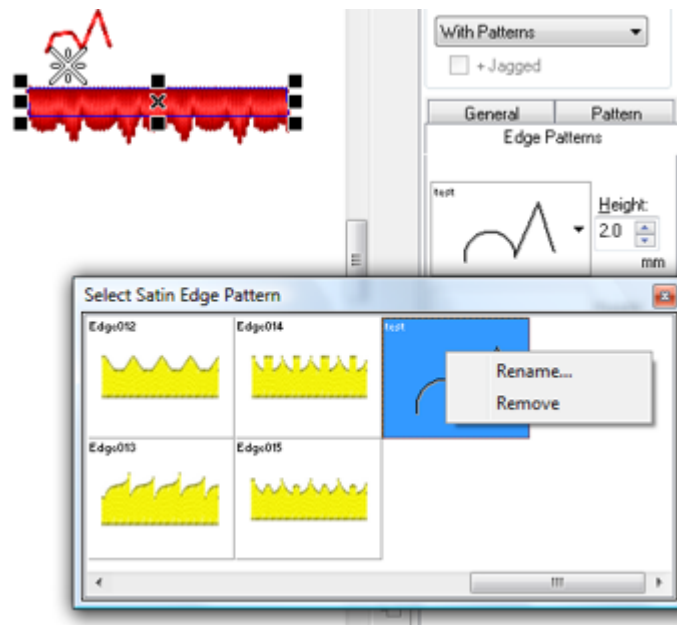 With Patterns
+ Jagged
General
Pattern
Edge Patterns
test
Height:
2.0
mm
Select Satin Edge Pattern
Edge012
Edge014
test
Rename...
Remove
Edge013
Edge015